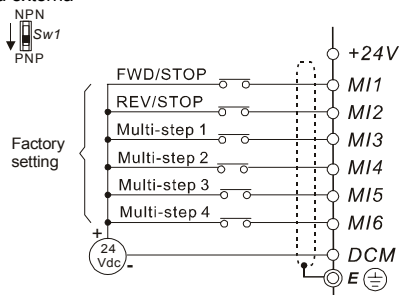 NPN
Sw1
PNP
+24V
FWD/STOP
MI1
REV/STOP
MI2
Multi-step 1
MI3
Factory
setting
Multi-step 2
MI4
Multi-step 3
MI5
Multi-step 4
MI6
+
24
Vdc
-
DCM
E